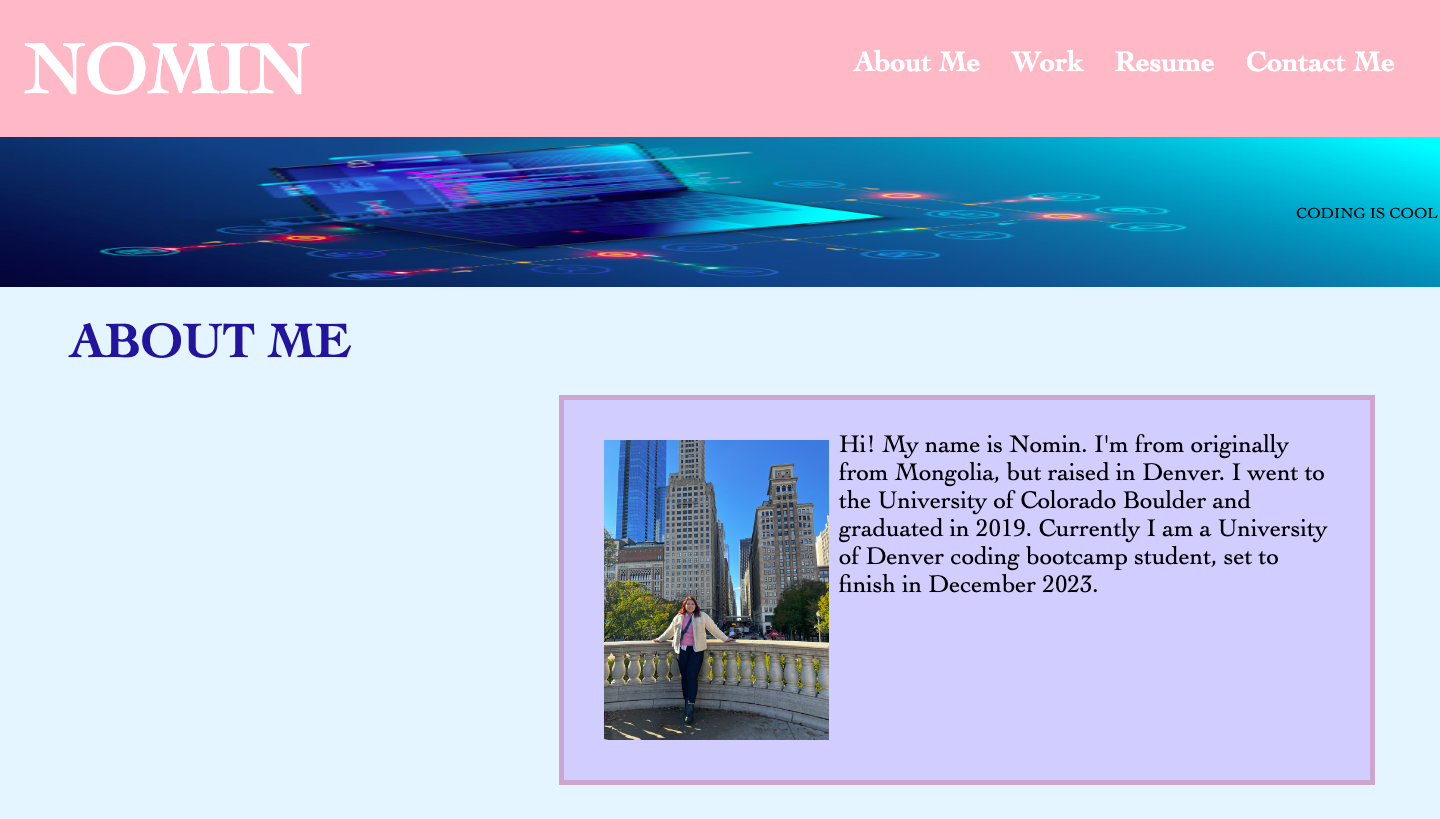 NOMIN
About Me Work Resume Contact Me
CODING IS COOL
ABOUT ME
Hi! My name is Nomin. I'm from originally
from Mongolia, but raised in Denver. I went to
the University of Colorado Boulder and
graduated in 2019. Currently I am a University
of Denver coding bootcamp student, set to
finish in December 2023.